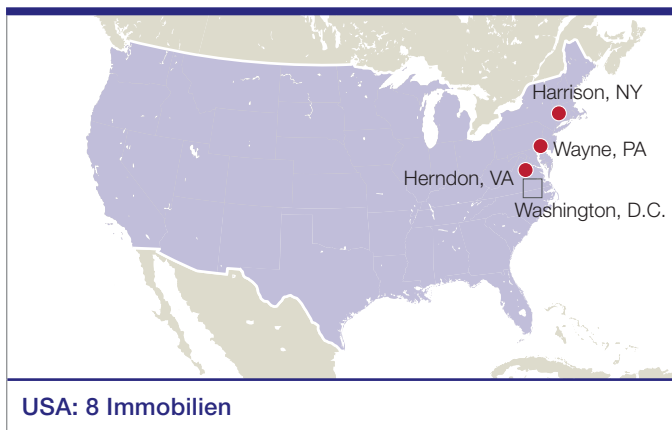 Harrison, NY
Wayne, PA
Herndon, VA
Washington, D.C.
USA: 8 Immobilien